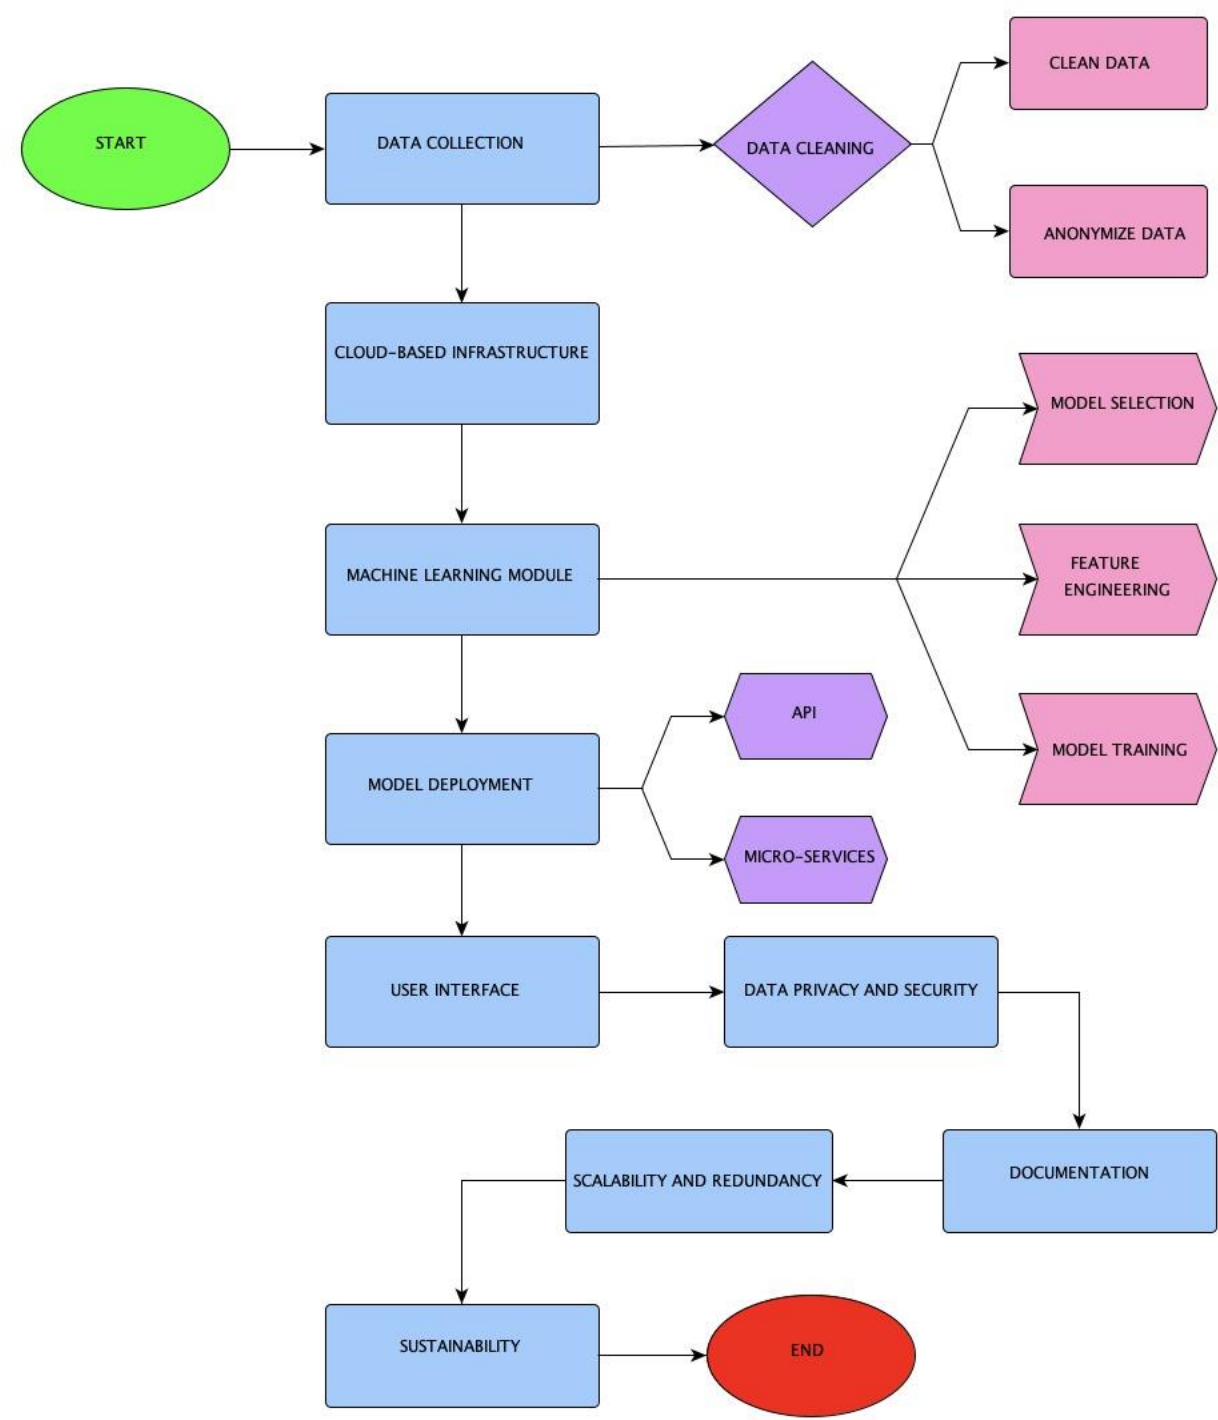 START
DATA COLLECTION
DATA CLEANING
CLEAN DATA
ANONYMIZE DATA
CLOUD-BASED INFRASTRUCTURE
MACHINE LEARNING MODULE
MODEL SELECTION
FEATURE
ENGINEERING
MODEL TRAINING
MODEL DEPLOYMENT
API
MICRO-SERVICES
USER INTERFACE
DATA PRIVACY AND SECURITY
DOCUMENTATION
SCALABILITY AND REDUNDANCY
SUSTAINABILITY
END